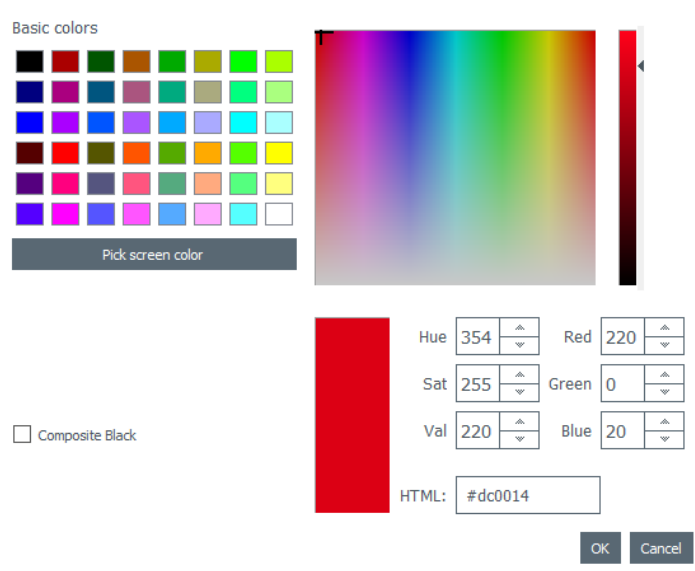 Basic colors
Pick screen color
Hue 354 Red 220
Sat 255 Green 0
Composite Black
Val 220 Blue 20
HTML: #dc0014
OK Cancel